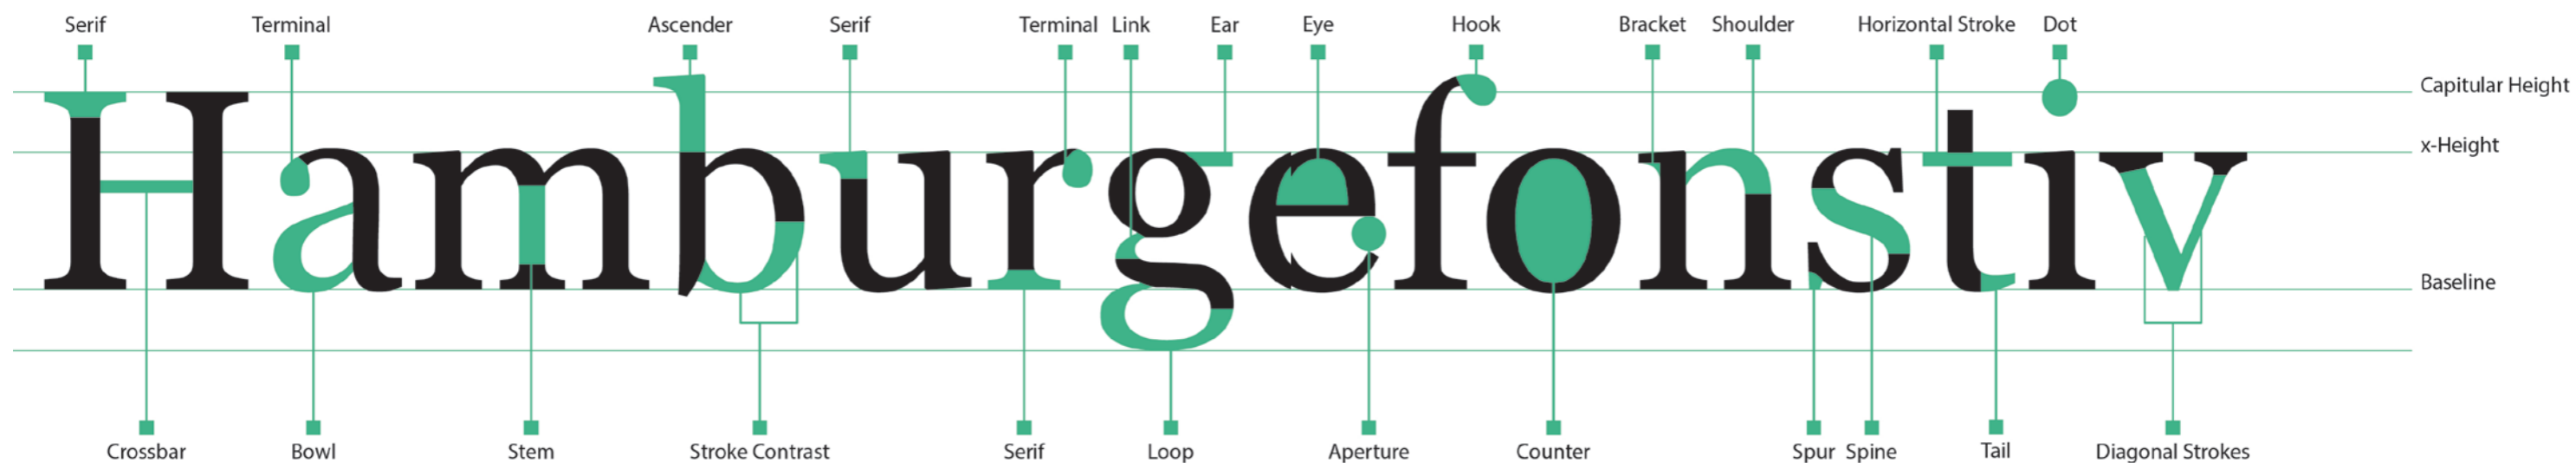 Serif Terminal Ascender Serif Terminal Link Ear Eye Hook Bracket Shoulder Horizontal Stroke Dot
Capitular Height
Hamburgefonstiv
x-Height
Baseline
Crossbar Bowl Stem Stroke Contrast Serif Loop Aperture Counter Spur Spine Tail Diagonal Strokes